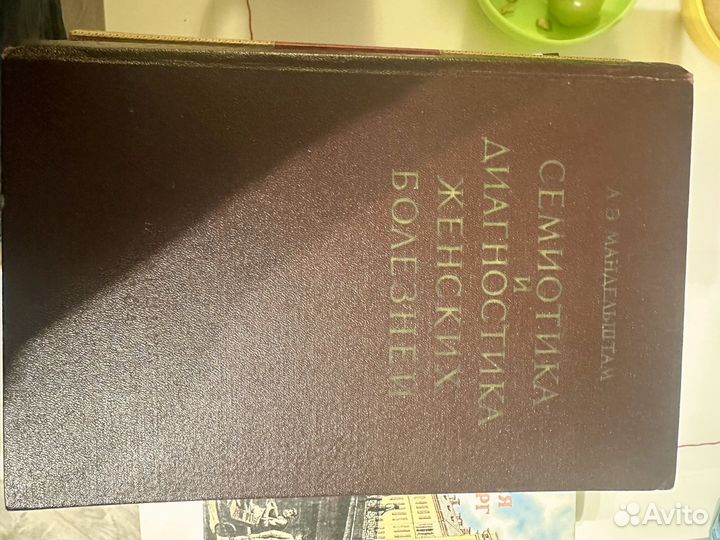 А. В. МАНДЕЛЬШТАМ
СЕМИОТИКА
И
ДИАГНОСТИКА
ЖЕНСКИХ
БОЛЕЗНЕЙ
Avito